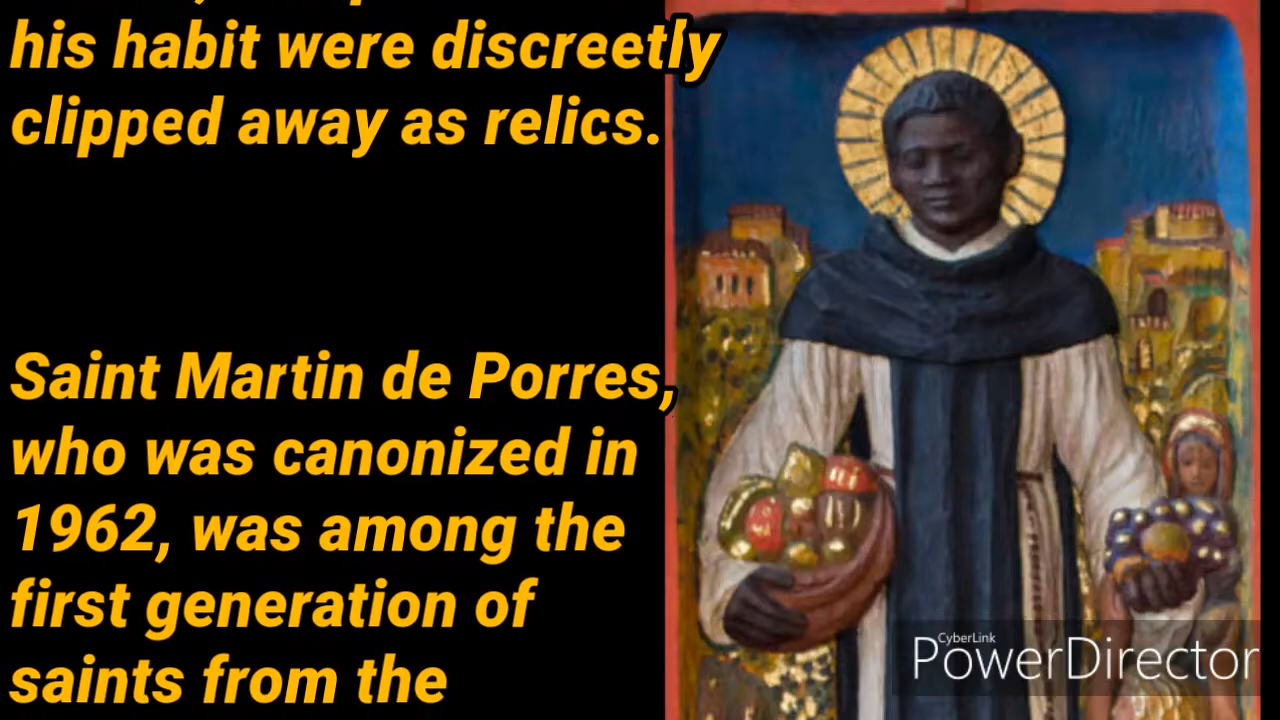 his habit were discreetly
clipped away as relics.
Saint Martin de Porres,
who was canonized in
1962, was among the
first generation of
saints from the
CyberLink
PowerDirector